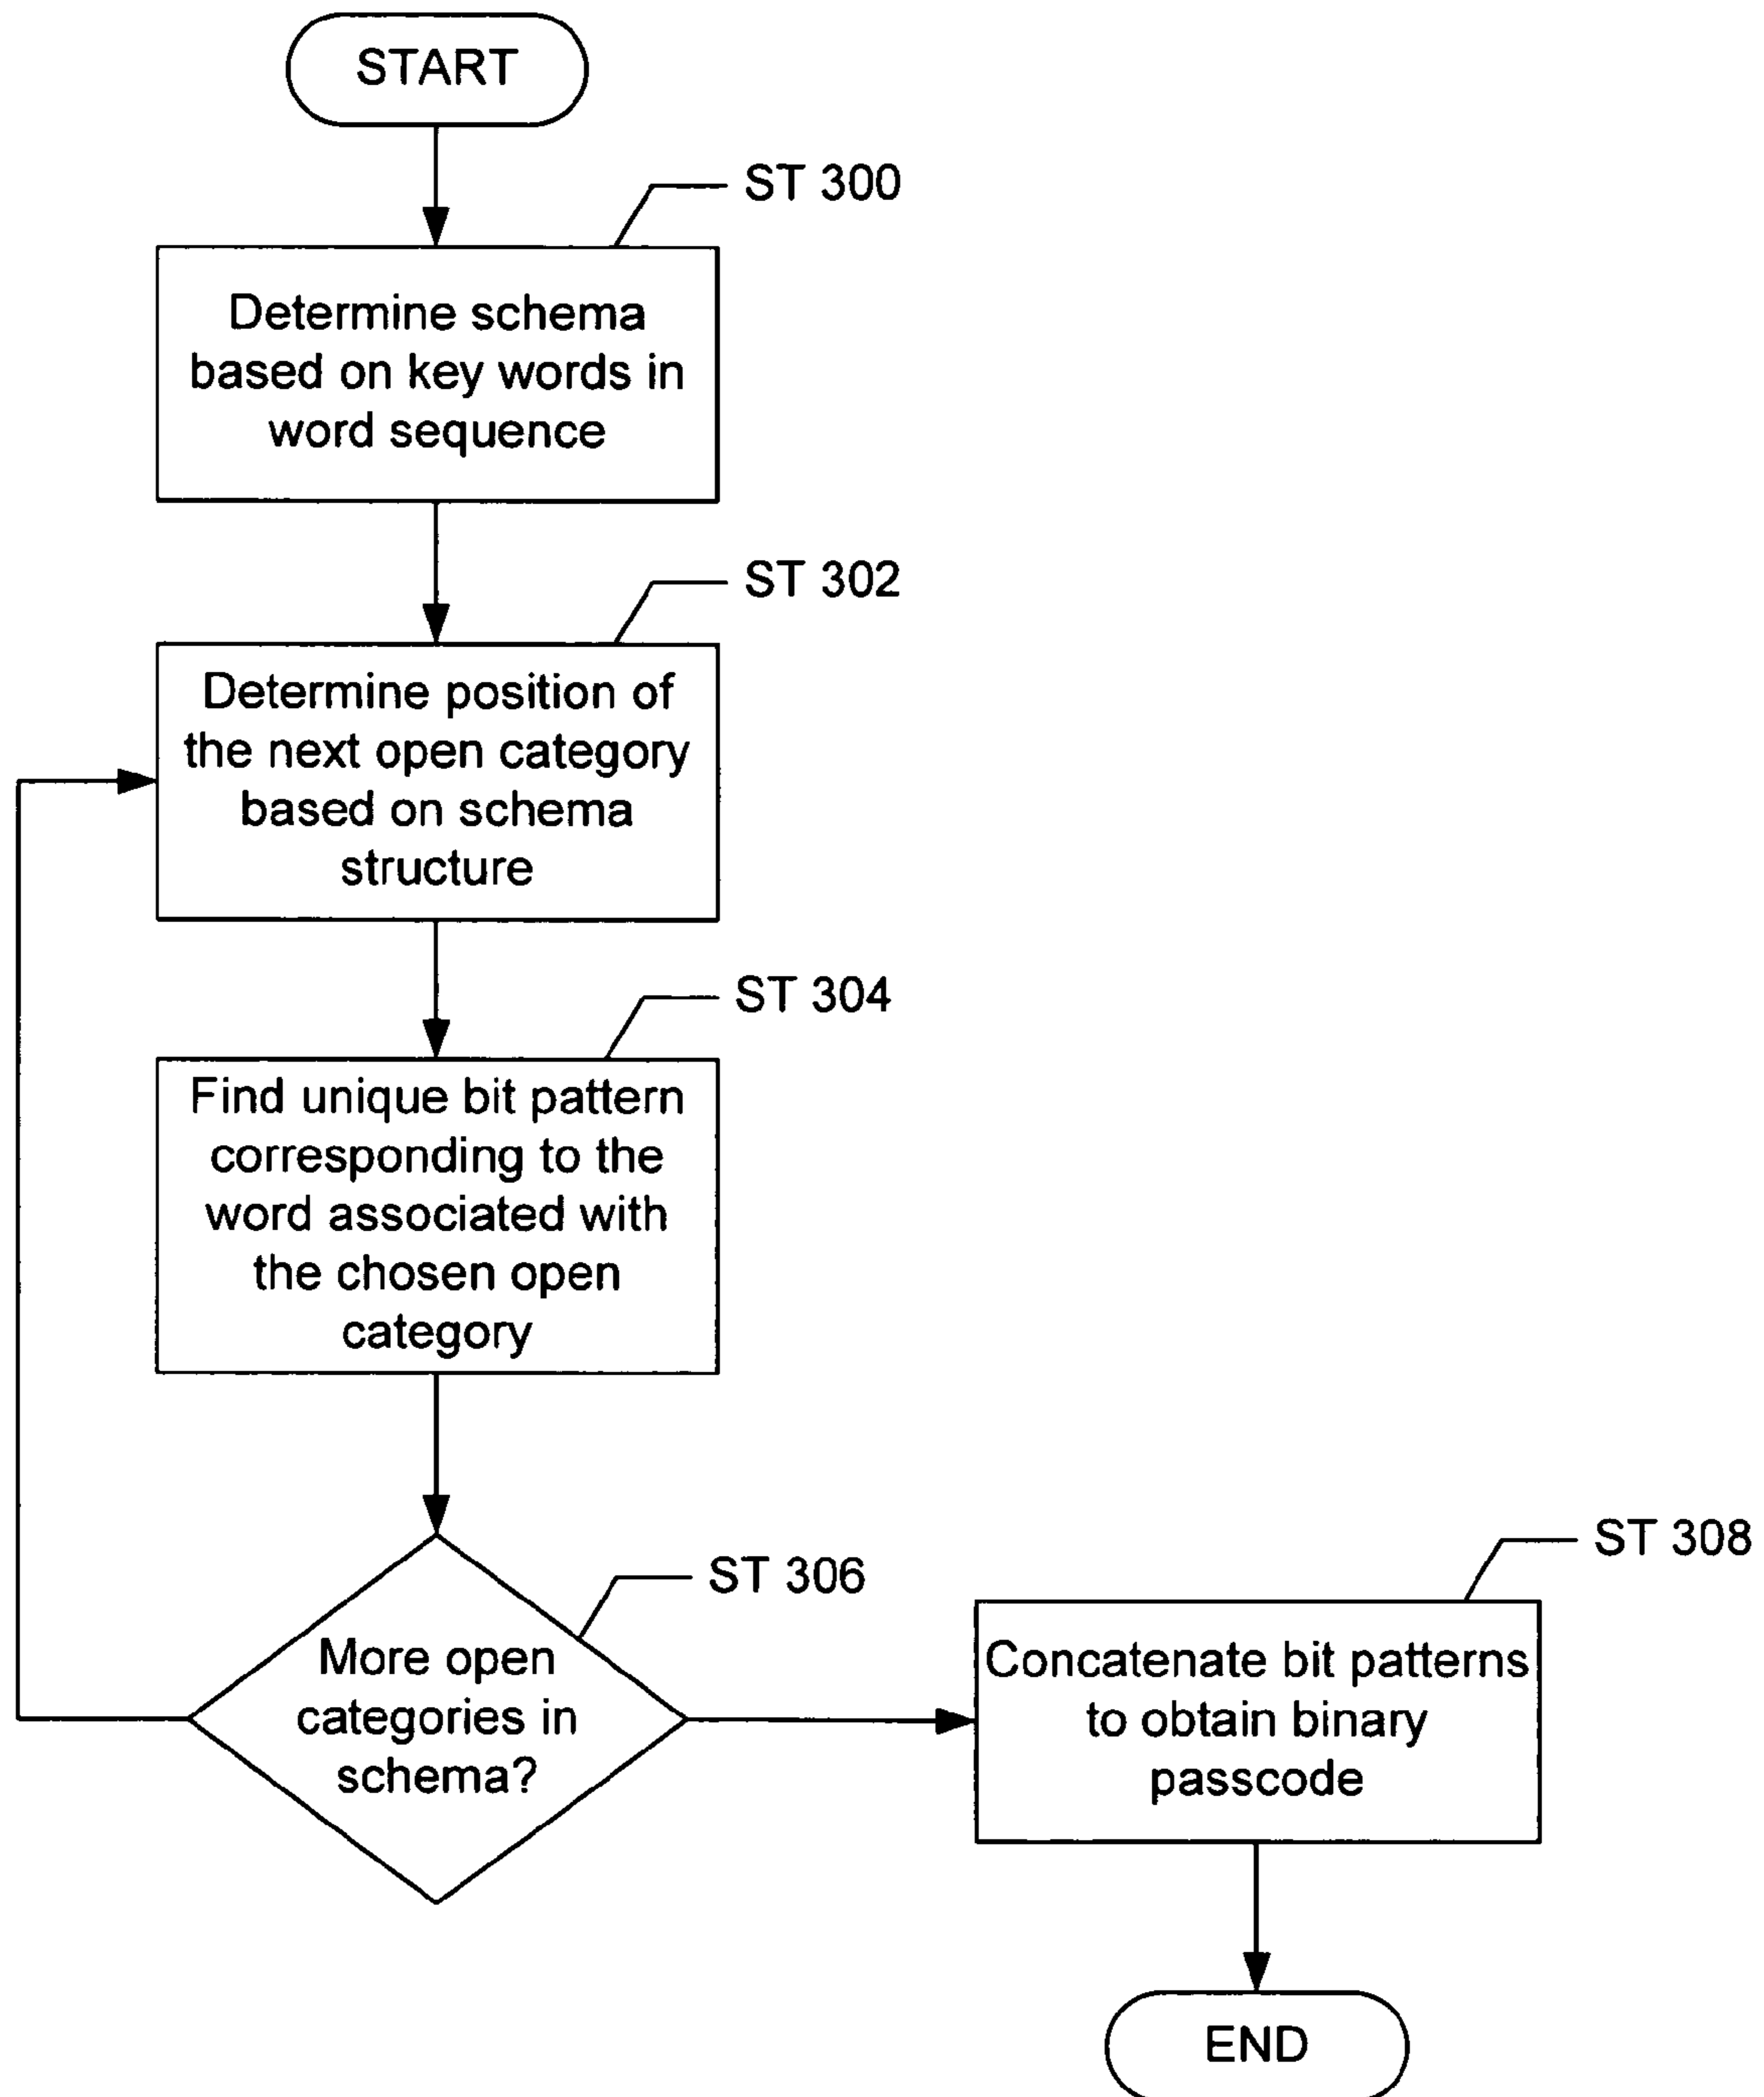 START
ST 300
Determine schema
based on key words in
word sequence
ST 302
Determine position of
the next open category
based on schema
structure
ST 304
Find unique bit pattern
corresponding to the
word associated with
the chosen open
category
ST 306
More open
categories in
schema?
ST 308
Concatenate bit patterns
to obtain binary
passcode
END